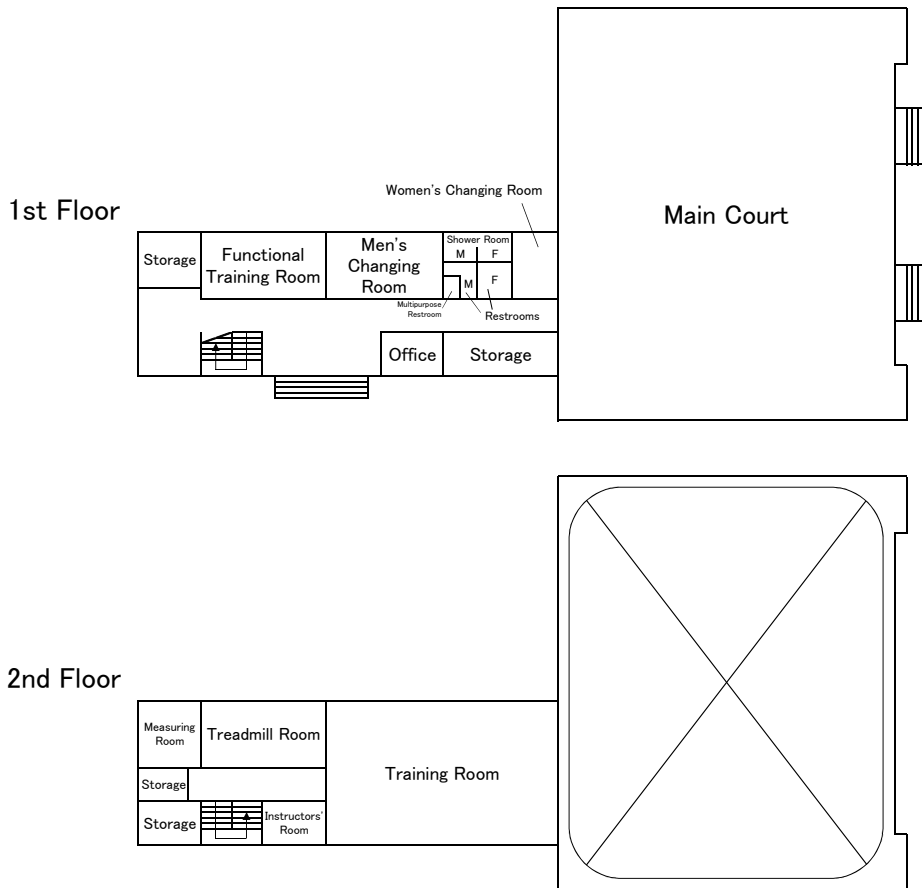 Women's Changing Room
1st Floor
Main Court
Storage
Functional
Training Room
Men's
Changing
Room
Shower Room
M
F
M
F
Multipurpose
Restroom
Restrooms
Office
Storage
2nd Floor
Measuring
Room
Treadmill Room
Training Room
Storage
Storage
Instructors'
Room